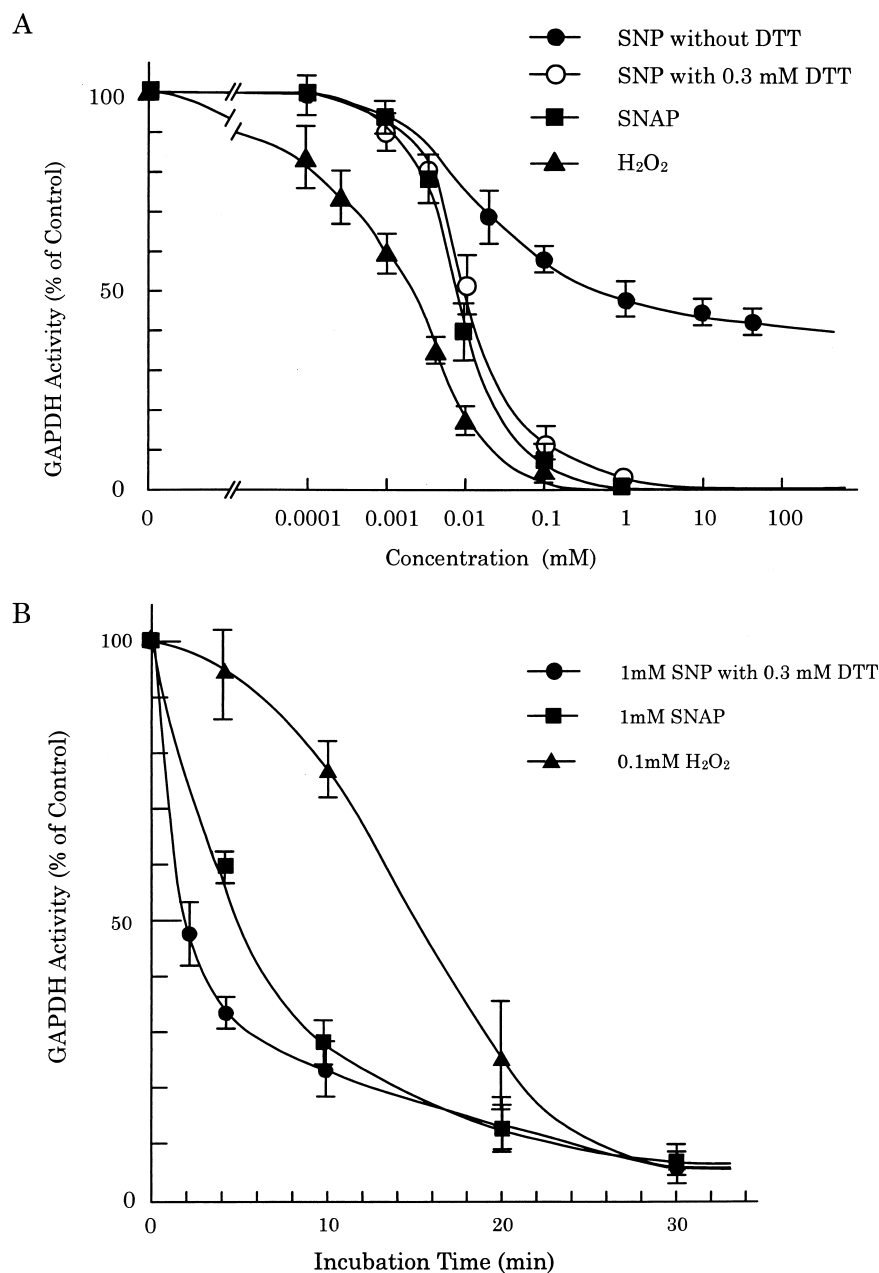 A
SNP without DTT
SNP with 0.3 mM DTT
SNAP
H₂O₂
100
50
0
GAPDH Activity (% of Control)
0 0.0001 0.001 0.01 0.1 1 10 100
Concentration (mM)
B
1mM SNP with 0.3 mM DTT
1mM SNAP
0.1mM H₂O₂
100
50
0
GAPDH Activity (% of Control)
0 10 20 30
Incubation Time (min)